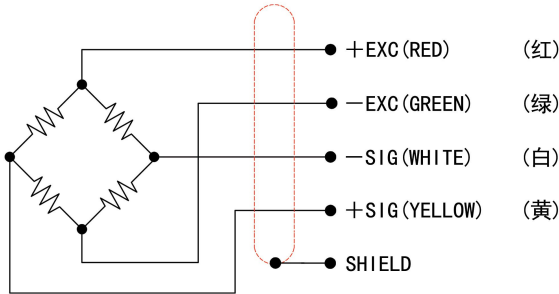 +EXC(RED) (红)
−EXC(GREEN) (绿)
−SIG(WHITE) (白)
+SIG(YELLOW) (黄)
SHIELD